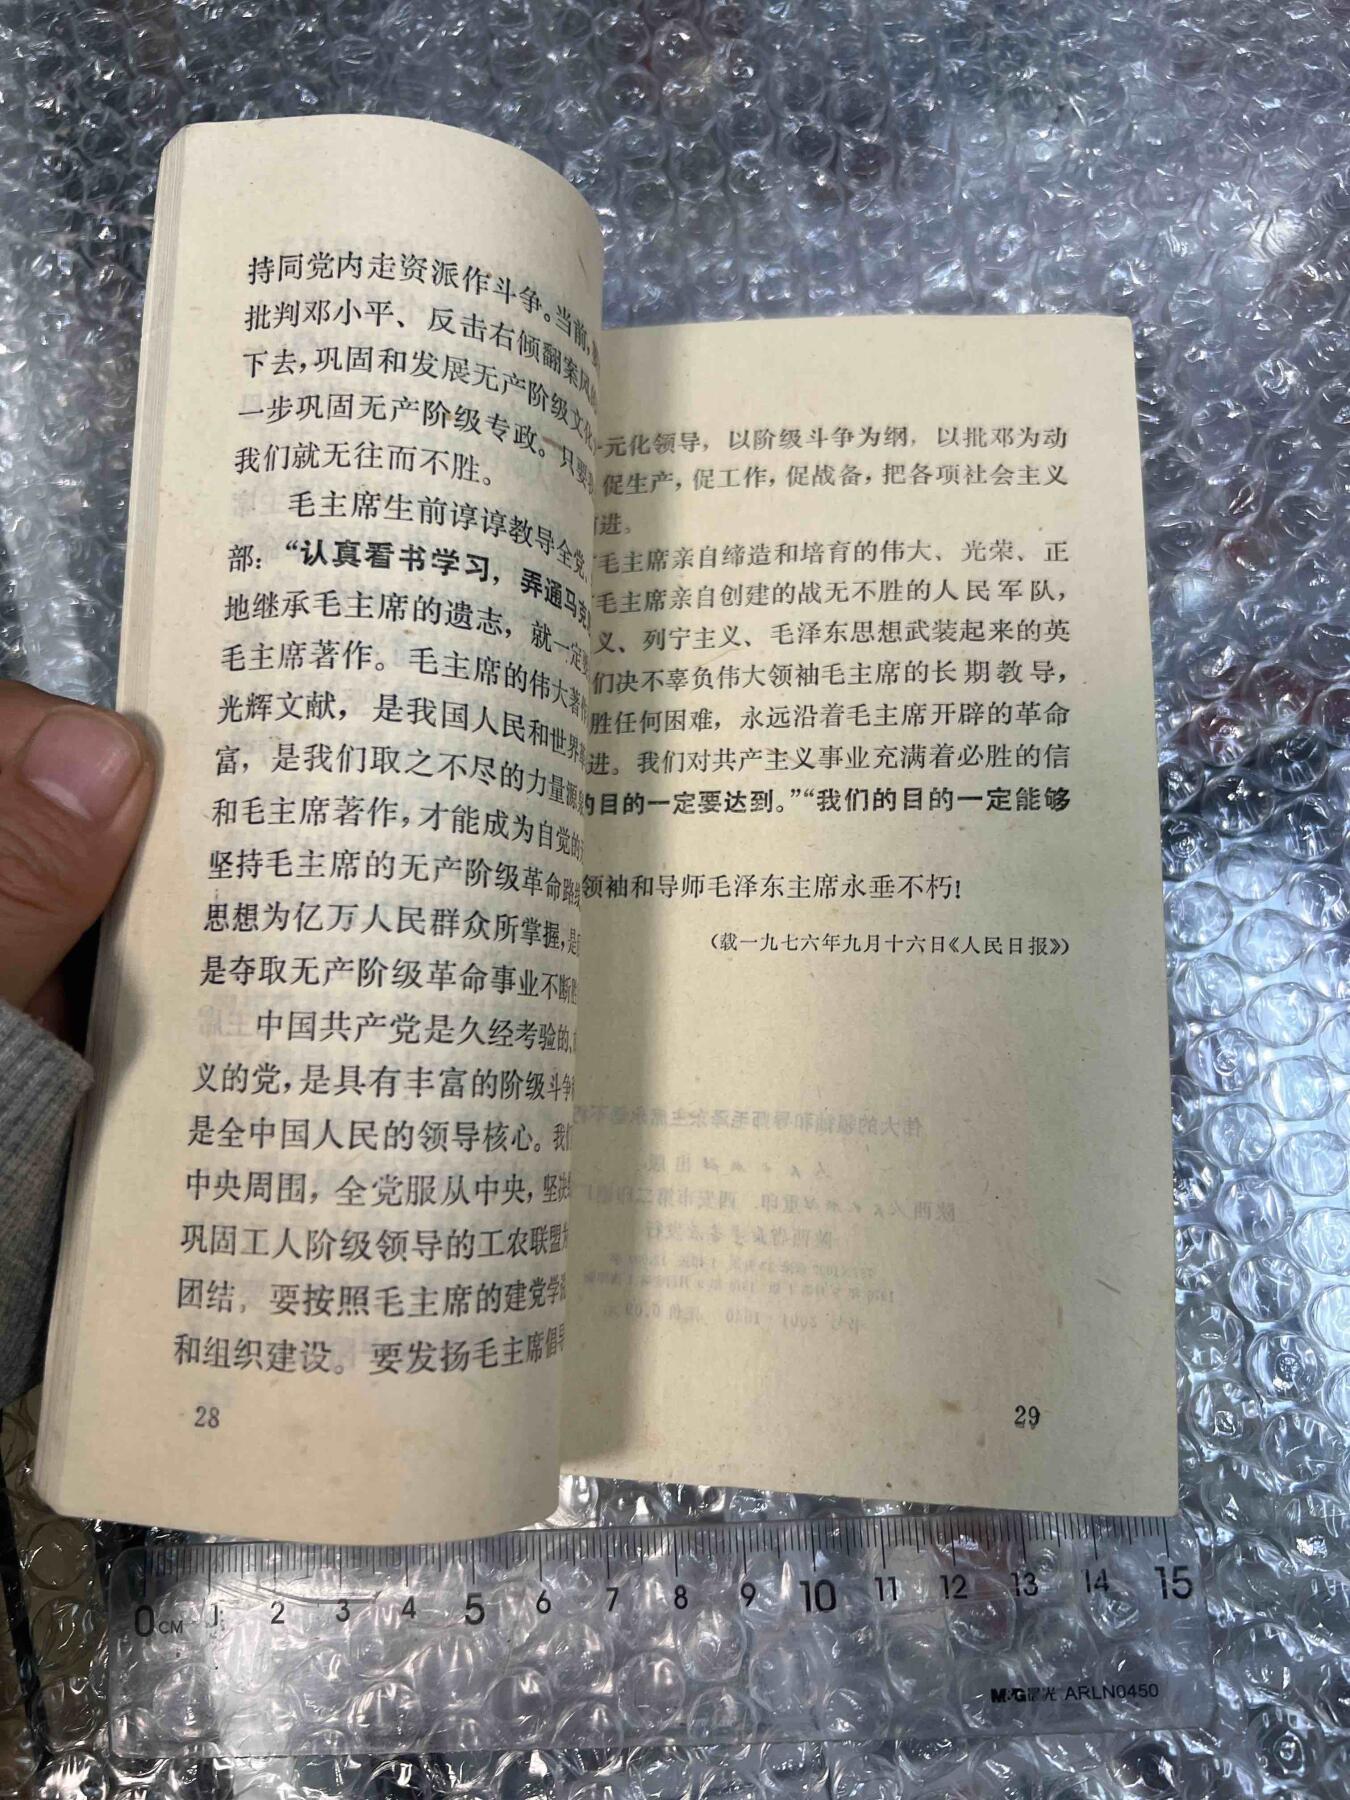 持同党内走资派作斗争。当前，
批判邓小平、反击右倾翻案风
下去，巩固和发展无产阶级文化
一步巩固无产阶级专政。只要
我们就无往而不胜。
毛主席生前谆谆教导全党
部：“认真看书学习，弄通马克
地继承毛主席的遗志，就一定要
毛主席著作。毛主席的伟大著作
光辉文献，是我国人民和世界
富，是我们取之不尽的力量源泉
和毛主席著作，才能成为自觉的
坚持毛主席的无产阶级革命路线
思想为亿万人民群众所掌握，是
是夺取无产阶级革命事业不断胜
中国共产党是久经考验的、
义的党，是具有丰富的阶级斗争
是全中国人民的领导核心。我们
中央周围，全党服从中央，坚决
巩固工人阶级领导的工农联盟为
团结，要按照毛主席的建党学说
和组织建设。要发扬毛主席倡导
28
一元化领导，以阶级斗争为纲，以批邓为动
促生产，促工作，促战备，把各项社会主义
前进。
毛主席亲自缔造和培育的伟大、光荣、正
毛主席亲自创建的战无不胜的人民军队，
义、列宁主义、毛泽东思想武装起来的英
们决不辜负伟大领袖毛主席的长期教导，
胜任何困难，永远沿着毛主席开辟的革命
进。我们对共产主义事业充满着必胜的信
的目的一定要达到。”“我们的目的一定能够
领袖和导师毛泽东主席永垂不朽！
（载一九七六年九月十六日《人民日报》）
29
0CM 1 2 3 4 5 6 7 8 9 10 11 12 13 14 15
M&G晨光 ARLN0450